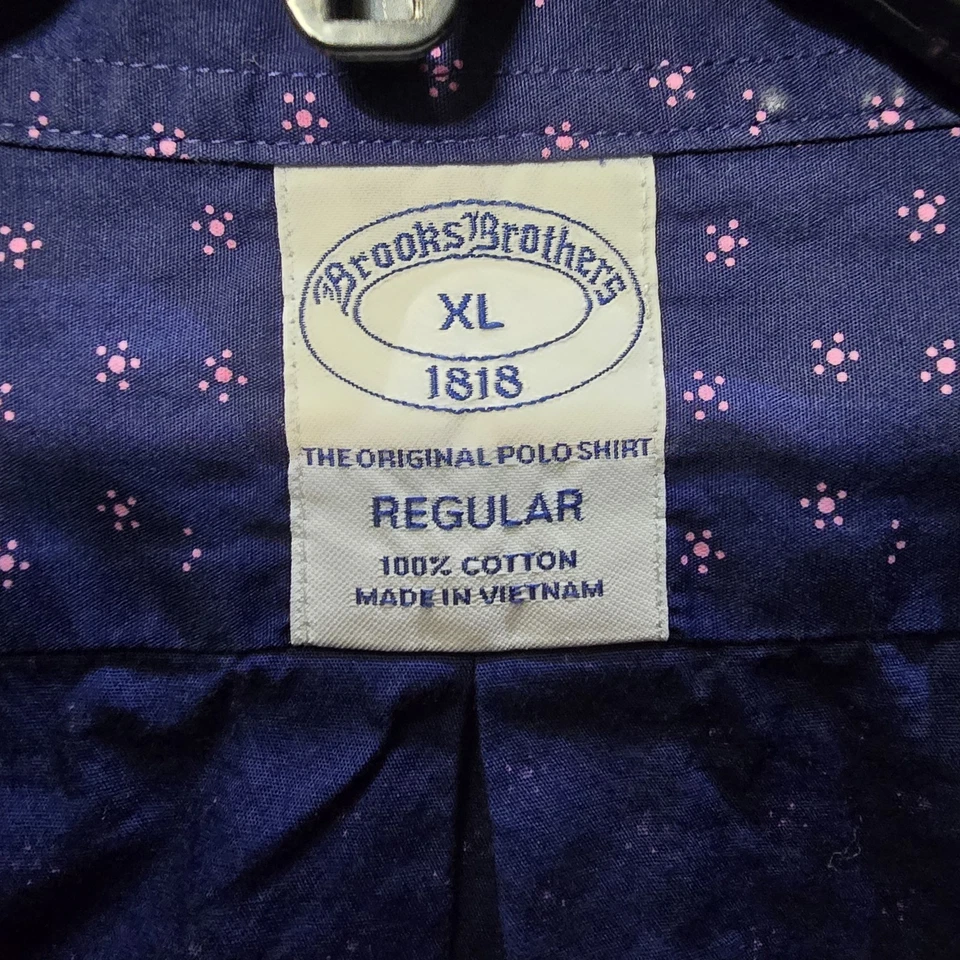 Brooks Brothers
XL
1818
THE ORIGINAL POLO SHIRT
REGULAR
100% COTTON
MADE IN VIETNAM